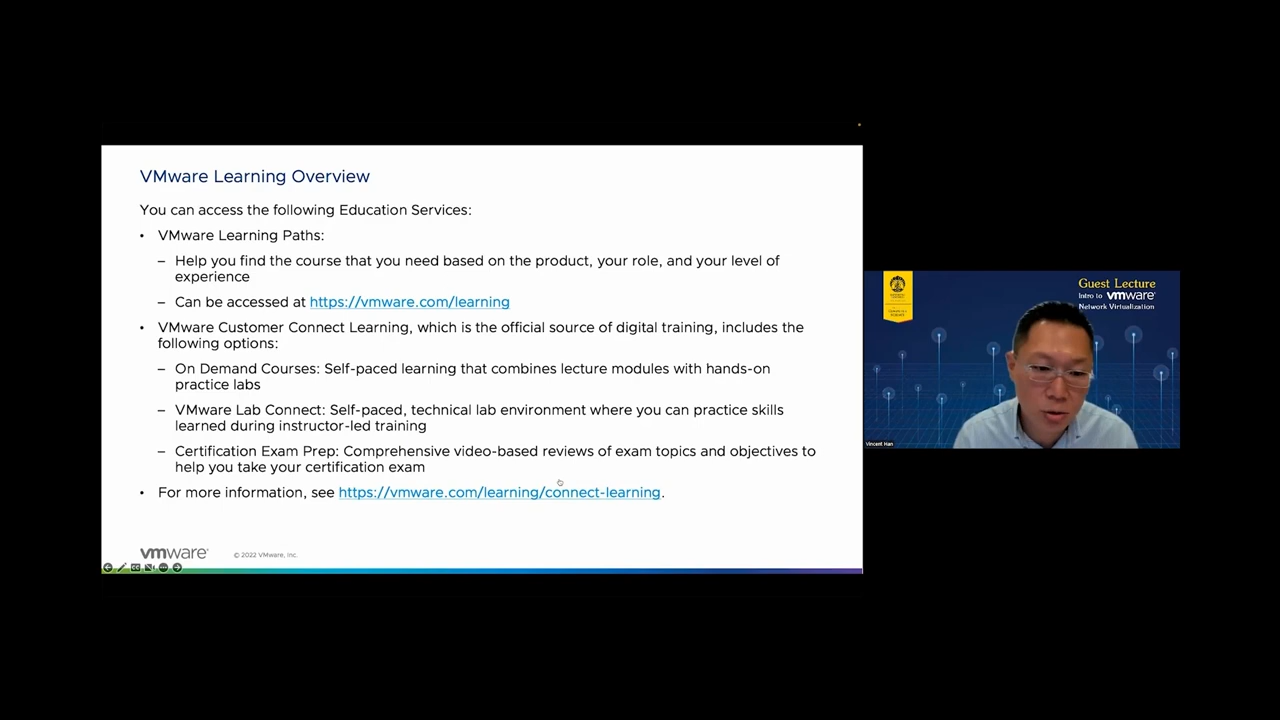 VMware Learning Overview
You can access the following Education Services:
• VMware Learning Paths:
– Help you find the course that you need based on the product, your role, and your level of
experience
– Can be accessed at https://vmware.com/learning
• VMware Customer Connect Learning, which is the official source of digital training, includes the
following options:
– On Demand Courses: Self-paced learning that combines lecture modules with hands-on
practice labs
– VMware Lab Connect: Self-paced, technical lab environment where you can practice skills
learned during instructor-led training
– Certification Exam Prep: Comprehensive video-based reviews of exam topics and objectives to
help you take your certification exam
• For more information, see https://vmware.com/learning/connect-learning.
vmware®
© 2022 VMware, Inc.
Guest Lecture
Intro to vmware®
Network Virtualization
Vincent Han